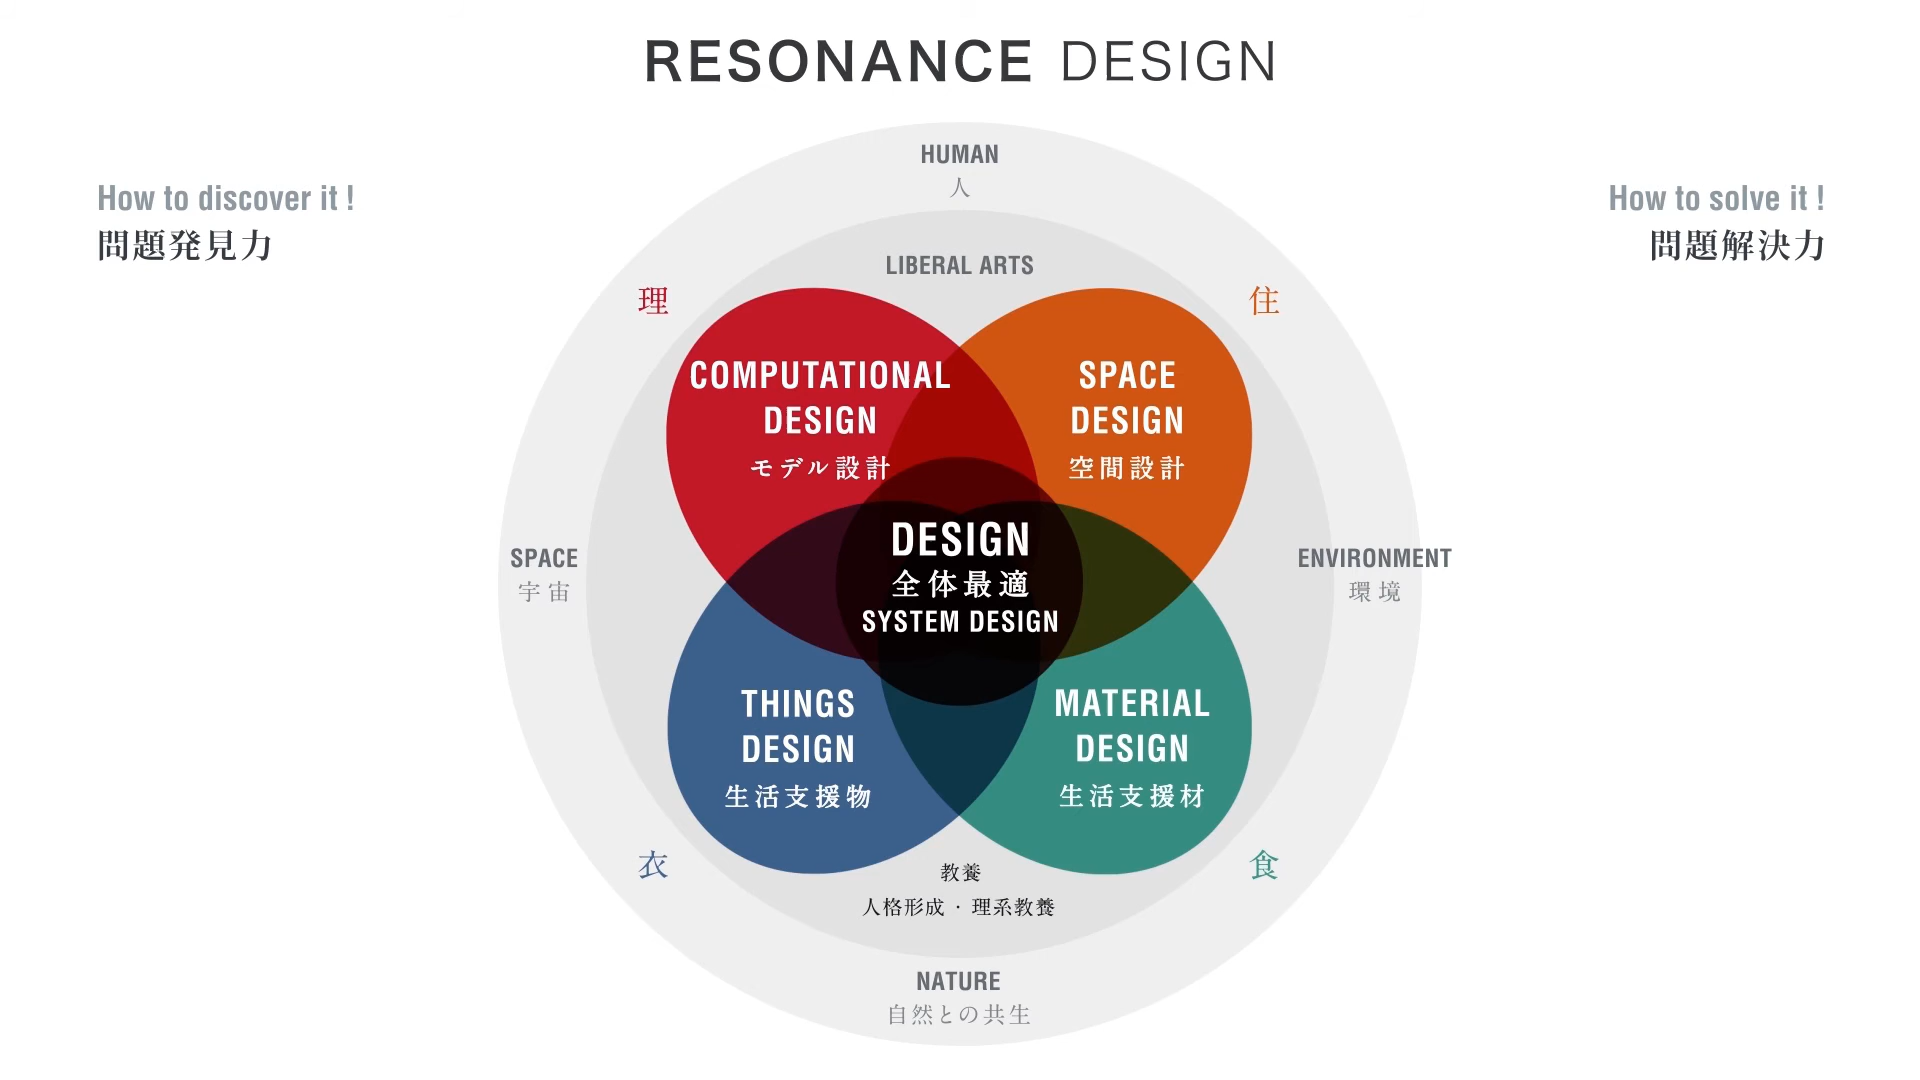 RESONANCE DESIGN
How to discover it !
問題発見力
How to solve it !
問題解決力
HUMAN
人
LIBERAL ARTS
理
住
COMPUTATIONAL
DESIGN
モデル設計
SPACE
DESIGN
空間設計
SPACE
宇宙
DESIGN
全体最適
SYSTEM DESIGN
ENVIRONMENT
環境
THINGS
DESIGN
生活支援物
MATERIAL
DESIGN
生活支援材
衣
食
教養
人格形成・理系教養
NATURE
自然との共生